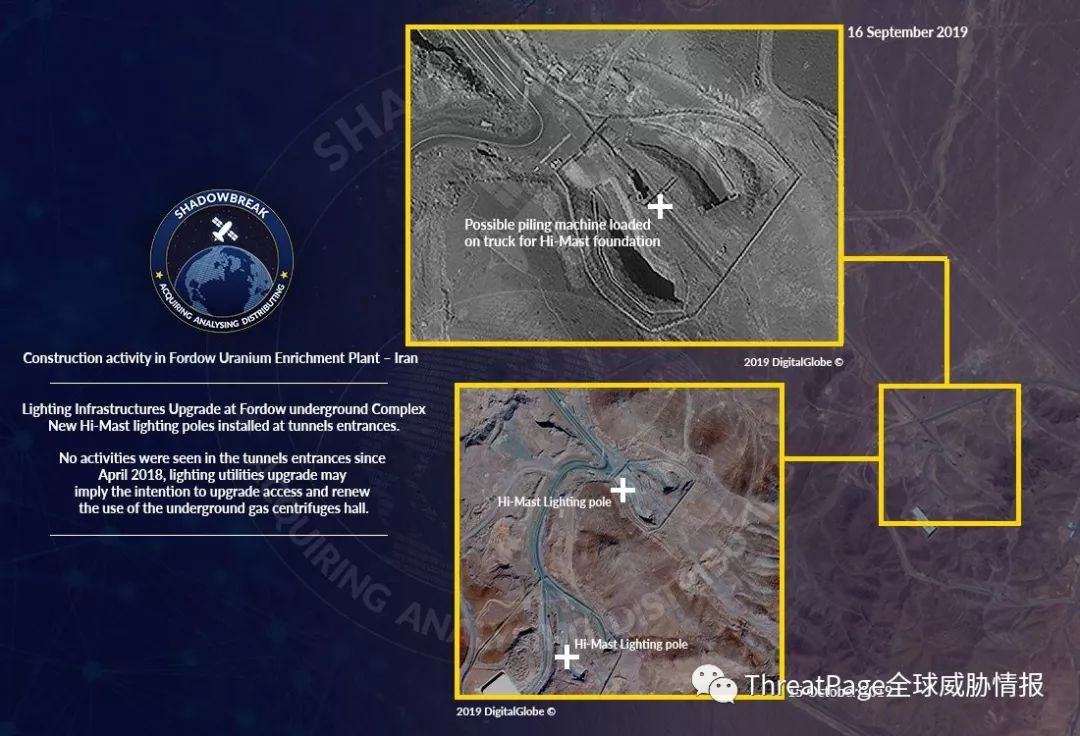 16 September 2019
SHADOWBREAK
ACQUIRING ANALYSING DISTRIBUTING
Possible piling machine loaded
on truck for Hi-Mast foundation
2019 DigitalGlobe ©
Construction activity in Fordow Uranium Enrichment Plant – Iran
Lighting Infrastructures Upgrade at Fordow underground Complex
New Hi-Mast lighting poles installed at tunnels entrances.
No activities were seen in the tunnels entrances since
April 2018, lighting utilities upgrade may
imply the intention to upgrade access and renew
the use of the underground gas centrifuges hall.
Hi-Mast Lighting pole
Hi-Mast Lighting pole
ThreatPage全球威胁情报
15 October 2019
2019 DigitalGlobe ©